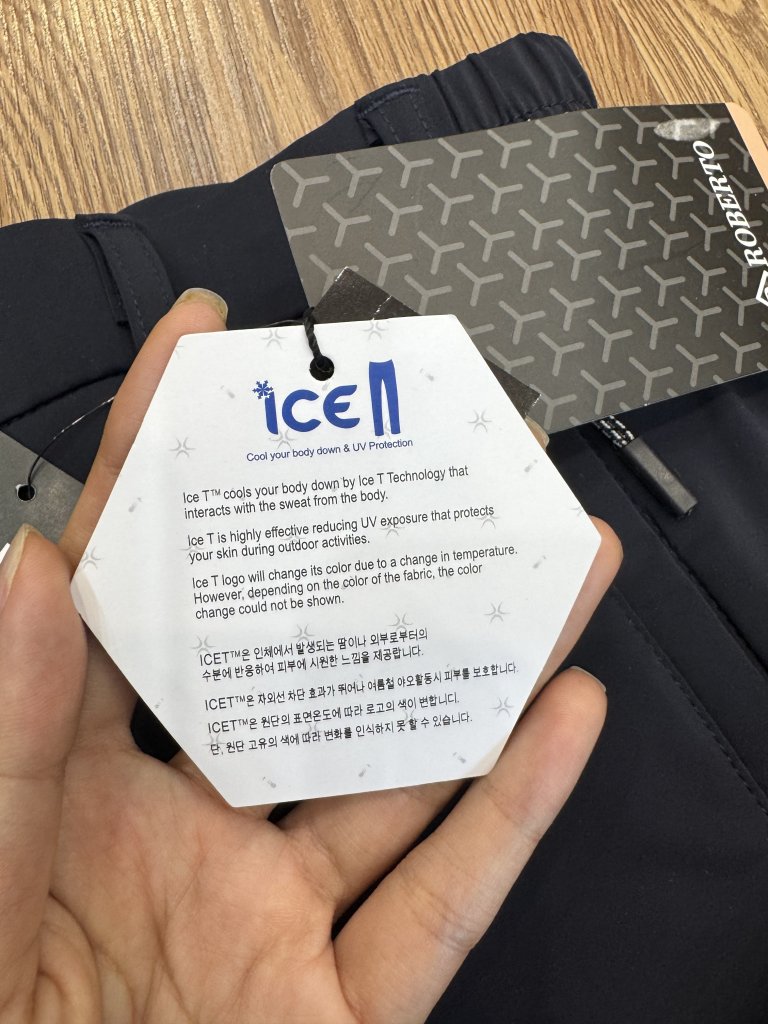 ROBERTO
ICE T
Cool your body down & UV Protection
Ice T™ cools your body down by Ice T Technology that
interacts with the sweat from the body.
Ice T is highly effective reducing UV exposure that protects
your skin during outdoor activities.
Ice T logo will change its color due to a change in temperature.
However, depending on the color of the fabric, the color
change could not be shown.
ICET™은 인체에서 발생되는 땀이나 외부로부터의
수분에 반응하여 피부에 시원한 느낌을 제공합니다.
ICET™은 자외선 차단 효과가 뛰어나 여름철 야오활동시 피부를 보호합니다.
ICET™은 원단의 표면온도에 따라 로고의 색이 변합니디.
단, 원단 고유의 색에 따라 변화를 인식하지 못 할 수 있습니다.